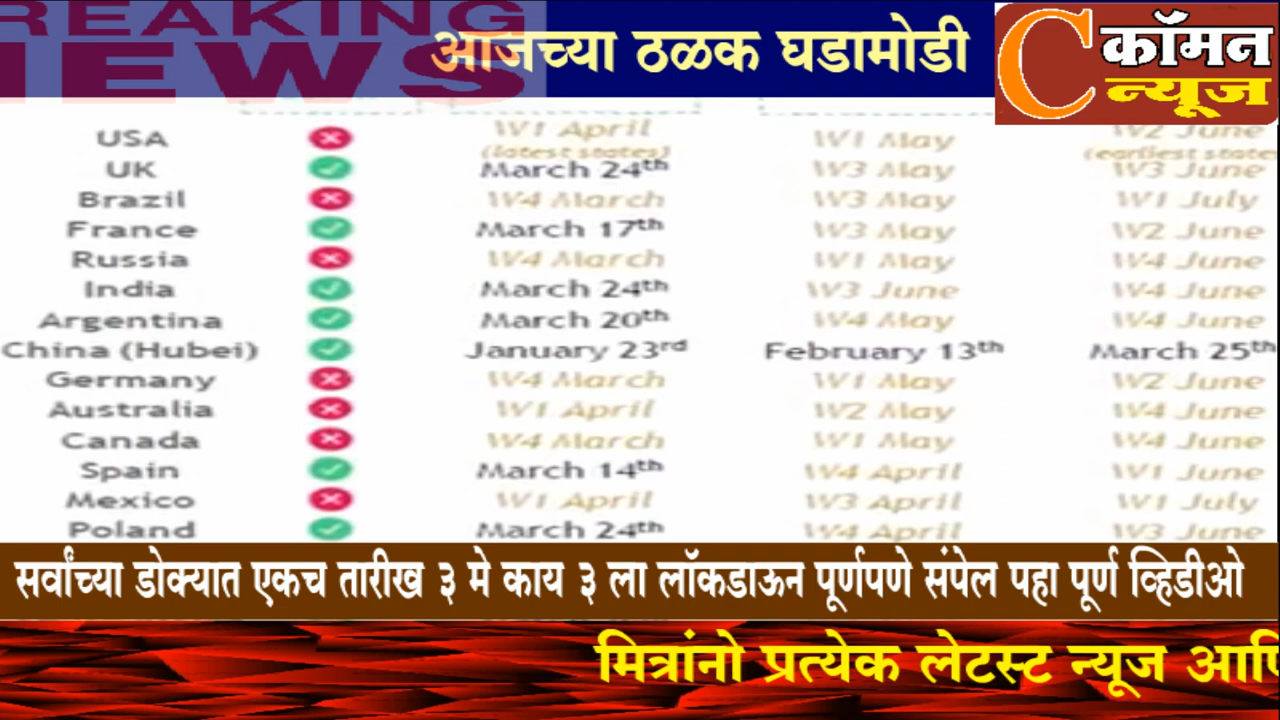 BREAKING
NEWS
आजच्या ठळक घडामोडी
C कॉमन
न्यूज
USA W1 April (latest states) W1 May W2 June (earliest states
UK March 24th W3 May W3 June
Brazil W4 March W3 May W1 July
France March 17th W3 May W2 June
Russia W4 March W1 May W4 June
India March 24th W3 June W4 June
Argentina March 20th W4 May W4 June
China (Hubei) January 23rd February 13th March 25th
Germany W4 March W1 May W2 June
Australia W1 April W2 May W4 June
Canada W4 March W1 May W4 June
Spain March 14th W4 April W1 June
Mexico W1 April W3 April W1 July
Poland March 24th W4 April W3 June
सर्वांच्या डोक्यात एकच तारीख ३ मे काय ३ ला लॉकडाऊन पूर्णपणे संपेल पहा पूर्ण व्हिडीओ
मित्रांनो प्रत्येक लेटस्ट न्यूज आणि